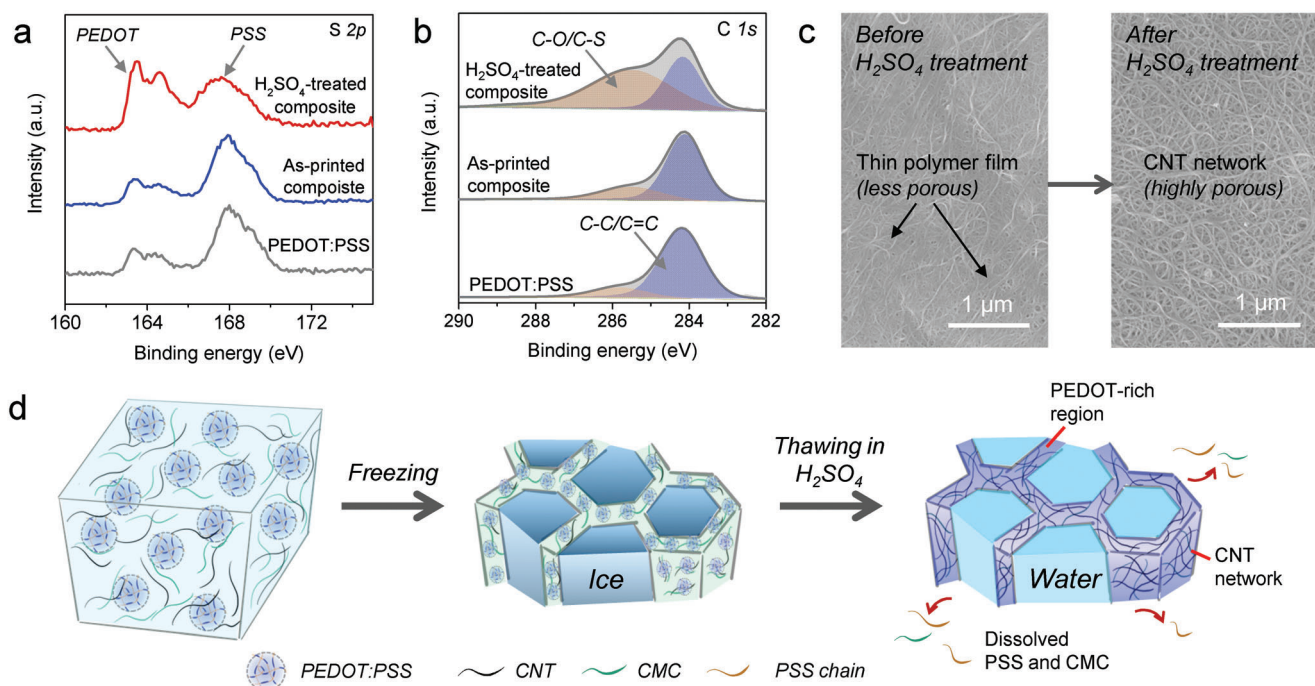 a
S 2p
PEDOT
PSS
H₂SO₄-treated
composite
As-printed
compoiste
PEDOT:PSS
Intensity (a.u.)
160 164 168 172
Binding energy (eV)
b
C 1s
C-O/C-S
H₂SO₄-treated
composite
As-printed
composite
C-C/C=C
PEDOT:PSS
Intensity (a.u.)
290 288 286 284 282
Binding energy (eV)
c
Before
H₂SO₄ treatment
Thin polymer film
(less porous)
1 µm
After
H₂SO₄ treatment
CNT network
(highly porous)
1 µm
d
Freezing
Ice
Thawing in
H₂SO₄
PEDOT-rich
region
Water
CNT
network
Dissolved
PSS and CMC
PEDOT:PSS CNT CMC PSS chain